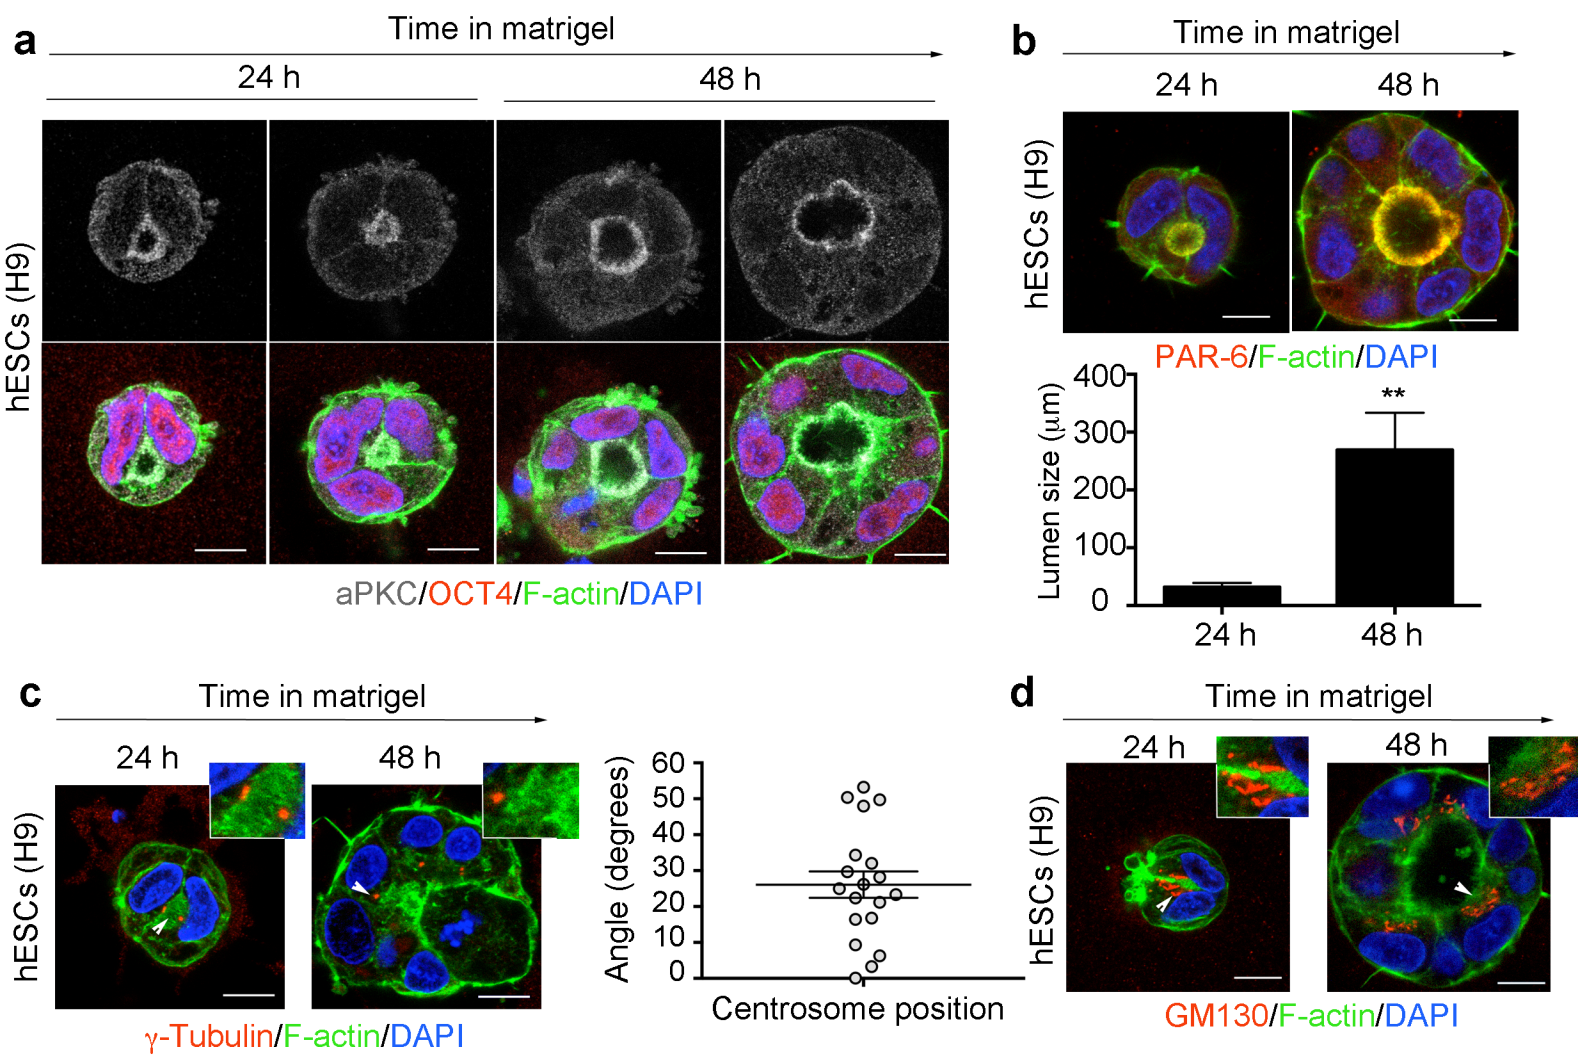 a
Time in matrigel
24 h
48 h
hESCs (H9)
aPKC/OCT4/F-actin/DAPI
b
Time in matrigel
24 h
48 h
hESCs (H9)
PAR-6/F-actin/DAPI
Lumen size (μm)
400
300
200
100
0
**
24 h
48 h
c
Time in matrigel
24 h
48 h
hESCs (H9)
γ-Tubulin/F-actin/DAPI
Angle (degrees)
60
50
40
30
20
10
0
Centrosome position
d
Time in matrigel
24 h
48 h
hESCs (H9)
GM130/F-actin/DAPI